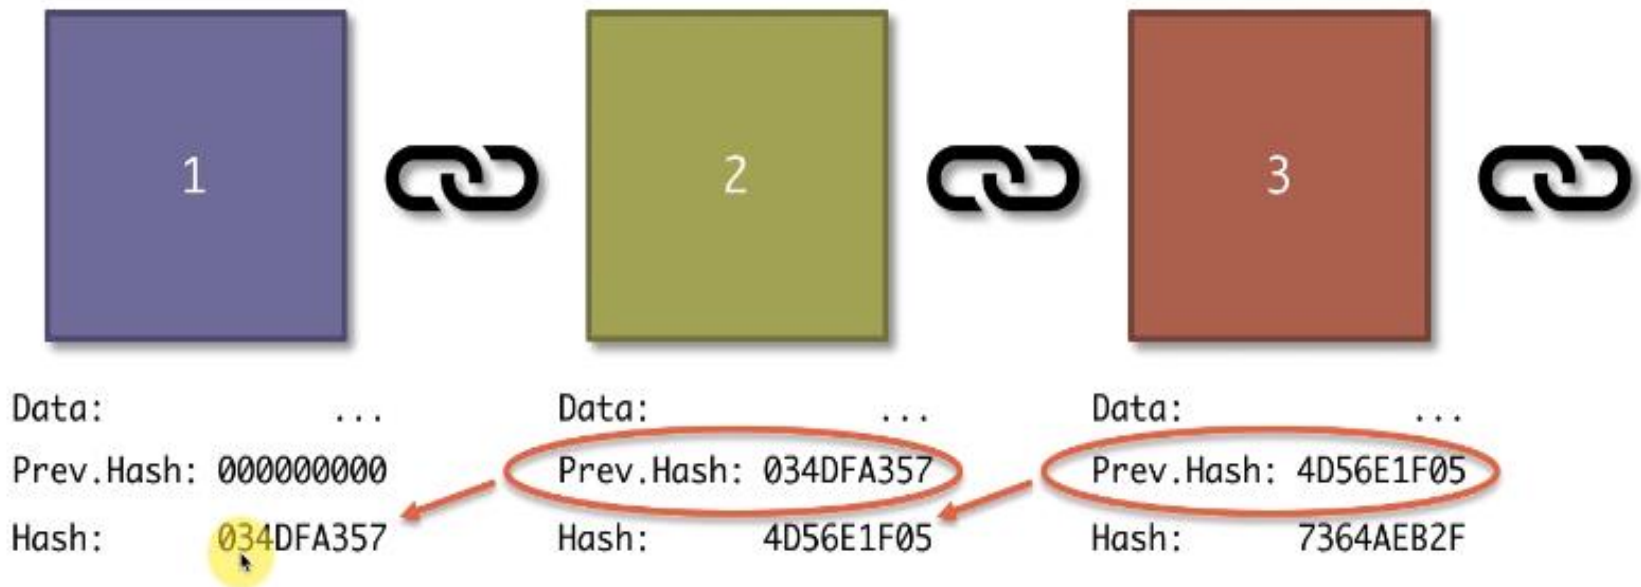 1
2
3
Data: ...
Prev.Hash: 000000000
Hash: 034DFA357
Data: ...
Prev.Hash: 034DFA357
Hash: 4D56E1F05
Data: ...
Prev.Hash: 4D56E1F05
Hash: 7364AEB2F